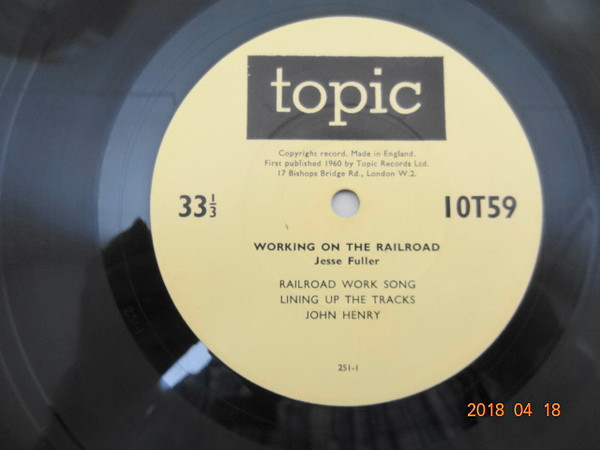 topic
Copyright record. Made in England.
First published 1960 by Topic Records Ltd.
17 Bishops Bridge Rd., London W.2.
33⅓
10T59
WORKING ON THE RAILROAD
Jesse Fuller
RAILROAD WORK SONG
LINING UP THE TRACKS
JOHN HENRY
251-1
2018 04 18